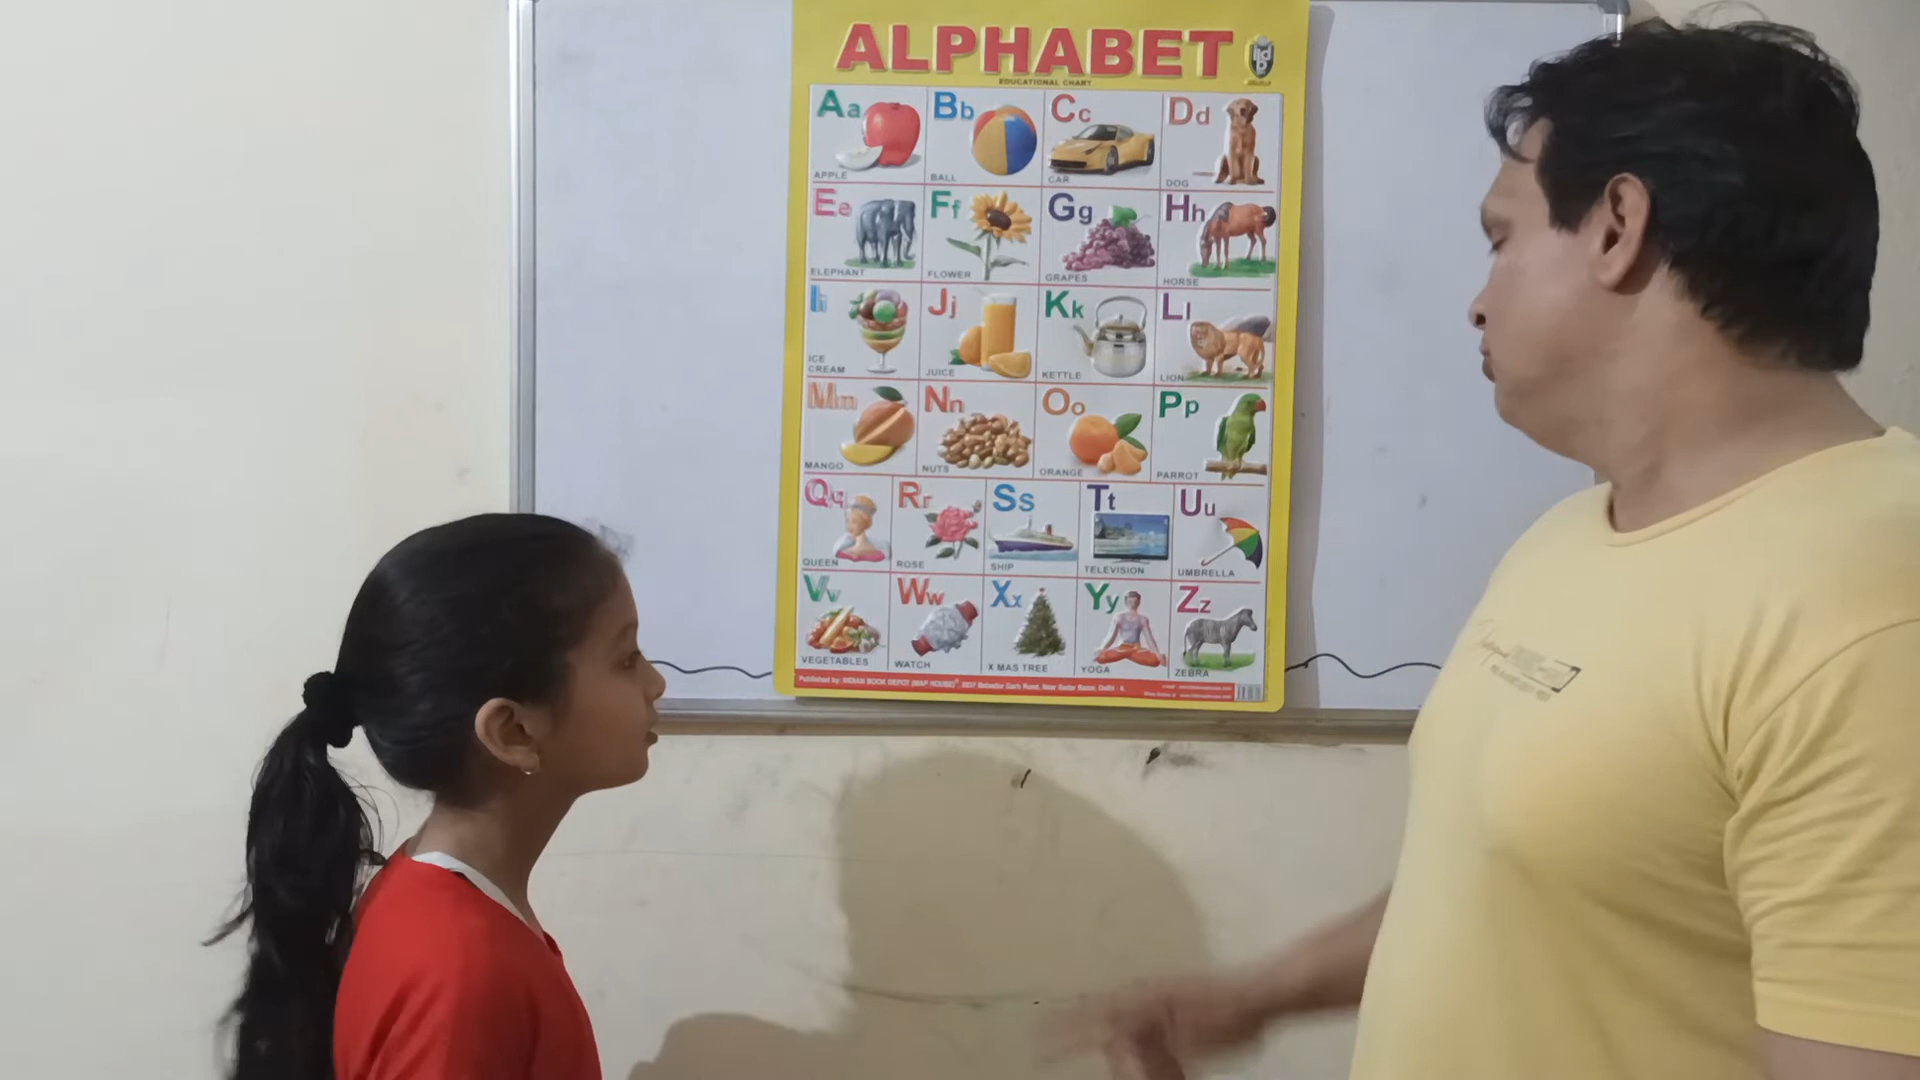 ALPHABET
EDUCATIONAL CHART
Aa Bb Cc Dd
APPLE BALL CAR DOG
Ee Ff Gg Hh
ELEPHANT FLOWER GRAPES HORSE
Ii Jj Kk Ll
ICE CREAM JUICE KETTLE LION
Mm Nn Oo Pp
MANGO NUTS ORANGE PARROT
Qq Rr Ss Tt Uu
QUEEN ROSE SHIP TELEVISION UMBRELLA
Vv Ww Xx Yy Zz
VEGETABLES WATCH X MAS TREE YOGA ZEBRA
Published by: INDIAN BOOK DEPOT (MAP HOUSE)